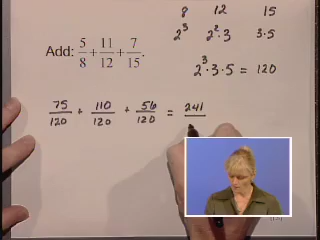 8 12 15
2³ 2²·3 3·5
Add: 5/8 + 11/12 + 7/15.
2³·3·5 = 120
75/120 + 110/120 + 56/120 = 241